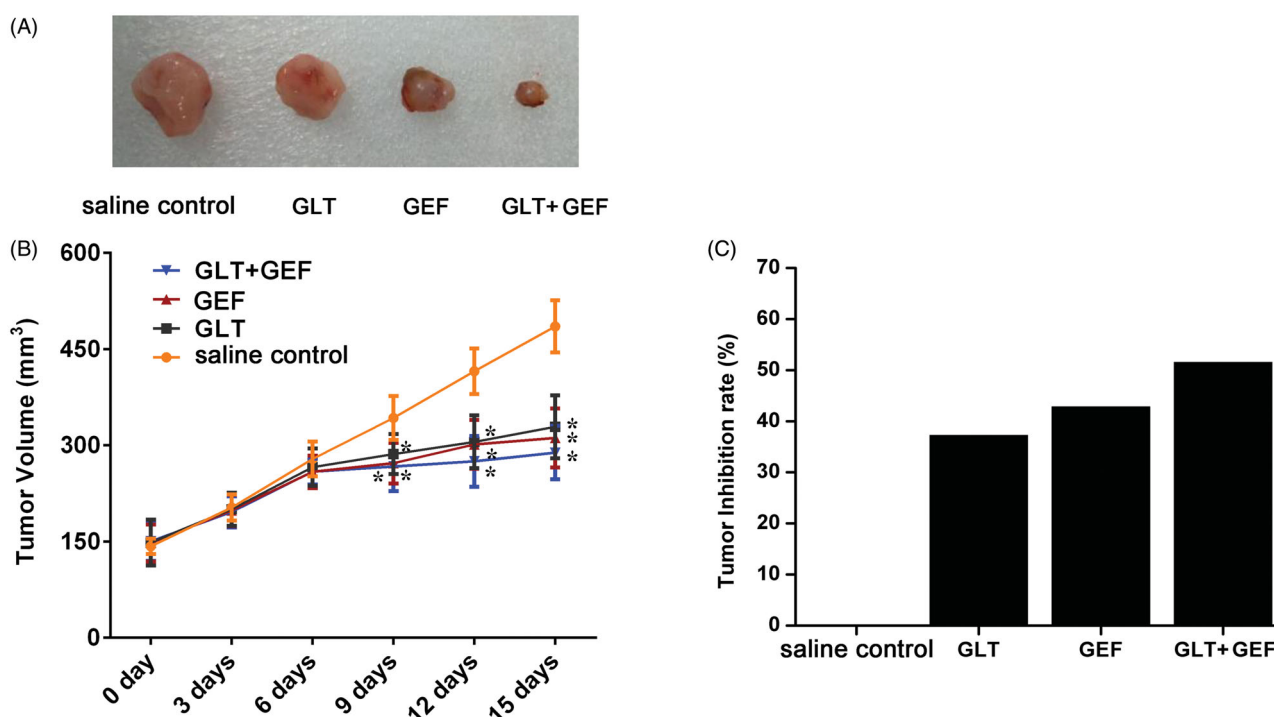 (A)
saline control GLT GEF GLT+GEF
(B)
Tumor Volume (mm³)
600
450
300
150
0
GLT+GEF
GEF
GLT
saline control
* * *
* * *
* * *
0 day 3 days 6 days 9 days 12 days 15 days
(C)
Tumor Inhibition rate (%)
70
60
50
40
30
20
10
0
saline control GLT GEF GLT+GEF